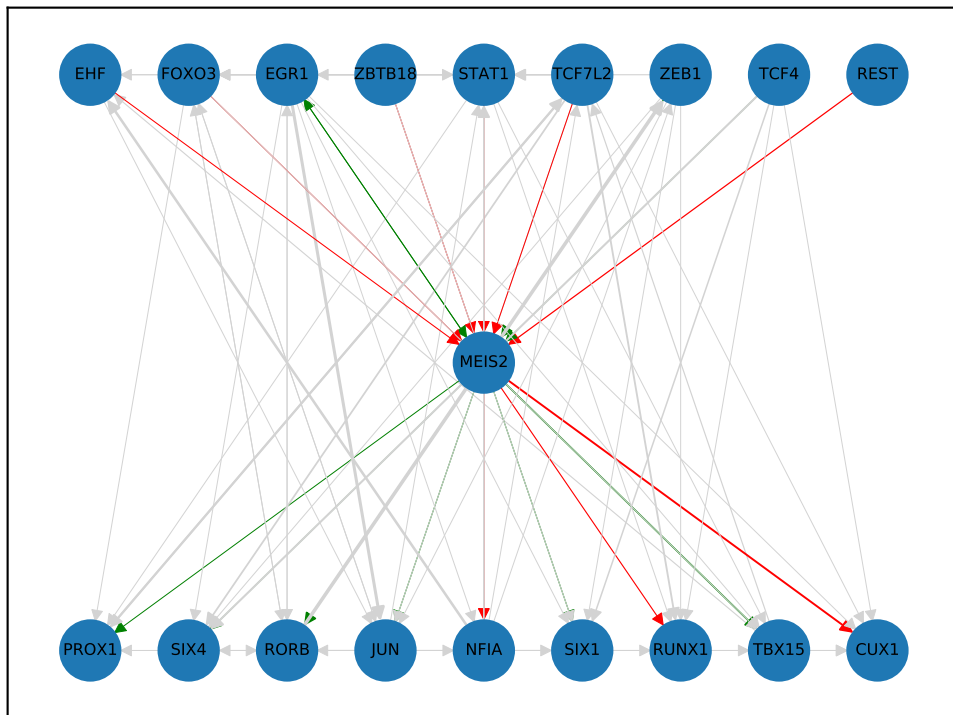 EHF FOXO3 EGR1 ZBTB18 STAT1 TCF7L2 ZEB1 TCF4 REST
MEIS2
PROX1 SIX4 RORB JUN NFIA SIX1 RUNX1 TBX15 CUX1